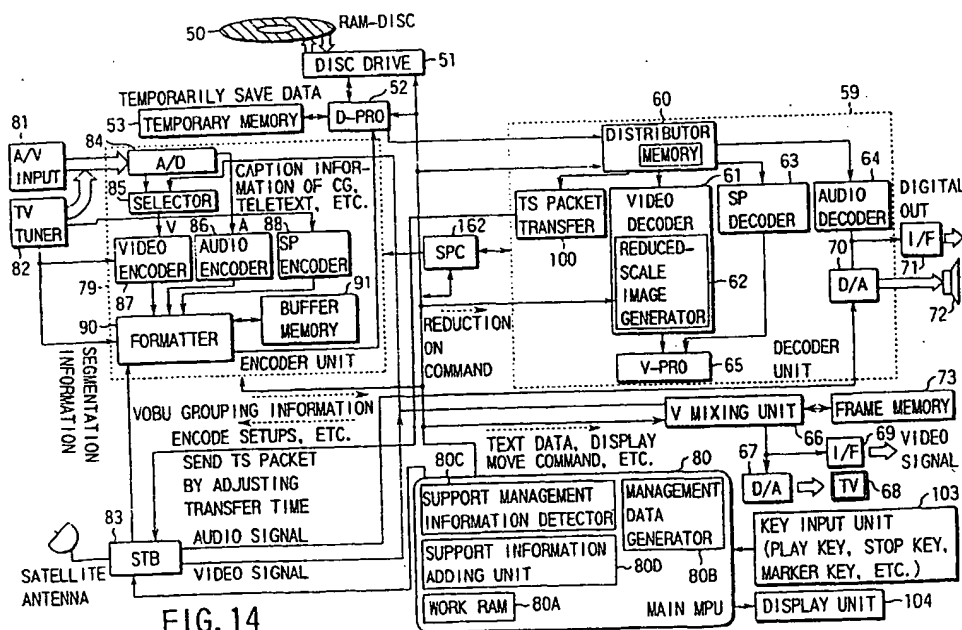 RAM-DISC
50
DISC DRIVE
51
52
TEMPORARILY SAVE DATA
53
TEMPORARY MEMORY
D-PRO
60
59
81
A/V
INPUT
84
A/D
DISTRIBUTOR
MEMORY
85
SELECTOR
CAPTION INFOR-
MATION OF CG,
TELETEXT, ETC.
61
63
64
TV
TUNER
82
V
86
A
88
VIDEO
ENCODER
AUDIO
ENCODER
SP
ENCODER
79
87
162
SPC
TS PACKET
TRANSFER
100
VIDEO
DECODER
REDUCED-
SCALE
IMAGE
GENERATOR
62
SP
DECODER
AUDIO
DECODER
DIGITAL
OUT
I/F
71
70
D/A
72
90
FORMATTER
91
BUFFER
MEMORY
ENCODER UNIT
REDUCTION
ON
COMMAND
V-PRO
65
DECODER
UNIT
SEGMENTATION
INFORMATION
VOBU GROUPING INFORMATION
ENCODE SETUPS, ETC.
SEND TS PACKET
BY ADJUSTING
TRANSFER TIME
TEXT DATA, DISPLAY
MOVE COMMAND, ETC.
V MIXING UNIT
66
73
FRAME MEMORY
69
I/F
VIDEO
SIGNAL
67
D/A
TV
68
80C
80
SUPPORT MANAGEMENT
INFORMATION DETECTOR
MANAGEMENT
DATA
GENERATOR
80B
SUPPORT INFORMATION
ADDING UNIT
80D
WORK RAM
80A
MAIN MPU
103
KEY INPUT UNIT
(PLAY KEY, STOP KEY,
MARKER KEY, ETC.)
DISPLAY UNIT
104
83
STB
AUDIO SIGNAL
VIDEO SIGNAL
SATELLITE
ANTENNA
FIG. 14